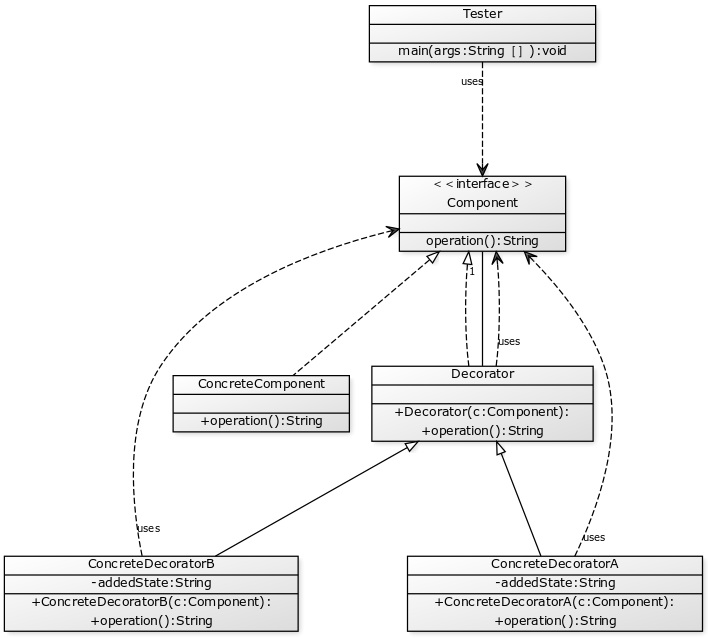 Tester
main(args:String []):void
uses
<<interface>>
Component
operation():String
1
uses
Decorator
+Decorator(c:Component):
+operation():String
ConcreteComponent
+operation():String
uses
uses
ConcreteDecoratorB
-addedState:String
+ConcreteDecoratorB(c:Component):
+operation():String
ConcreteDecoratorA
-addedState:String
+ConcreteDecoratorA(c:Component):
+operation():String